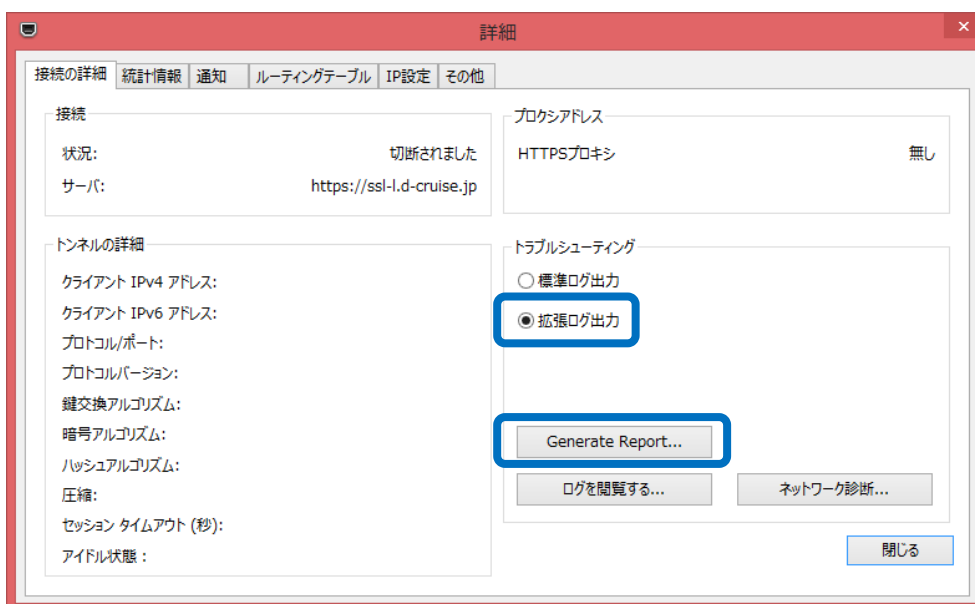 詳細
接続の詳細 統計情報 通知 ルーティングテーブル IP設定 その他
接続
状況: 切断されました
サーバ: https://ssl-l.d-cruise.jp
プロクシアドレス
HTTPSプロキシ 無し
トンネルの詳細
クライアント IPv4 アドレス:
クライアント IPv6 アドレス:
プロトコル/ポート:
プロトコルバージョン:
鍵交換アルゴリズム:
暗号アルゴリズム:
ハッシュアルゴリズム:
圧縮:
セッション タイムアウト (秒):
アイドル状態 :
トラブルシューティング
標準ログ出力
拡張ログ出力
Generate Report...
ログを閲覧する... ネットワーク診断...
閉じる